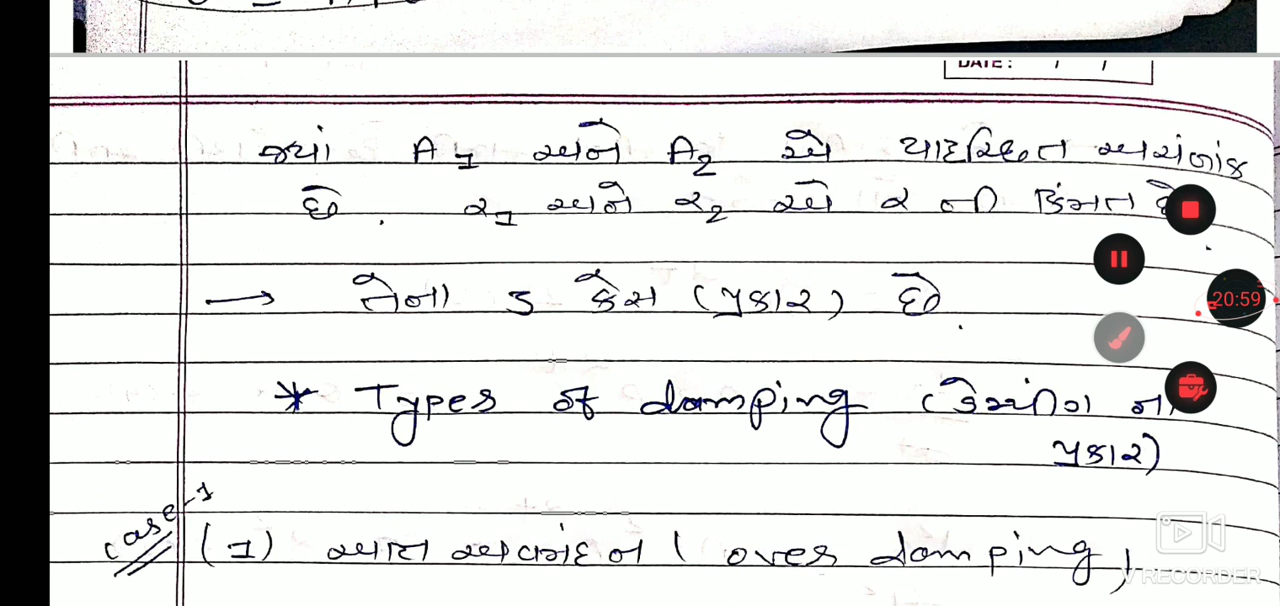 DATE: / /
જ્યાં A1 અને A2 એ યાદચ્છિત અચળાંક
છે. α1 અને α2 એ α ની કિંમત છે
20:59
→ તેના 3 કેસ (પ્રકાર) છે.
* Types of damping (ડેમ્પીંગ ના
પ્રકાર)
Case-1
(1) અતિ અવમંદન (over damping)
V RECORDER